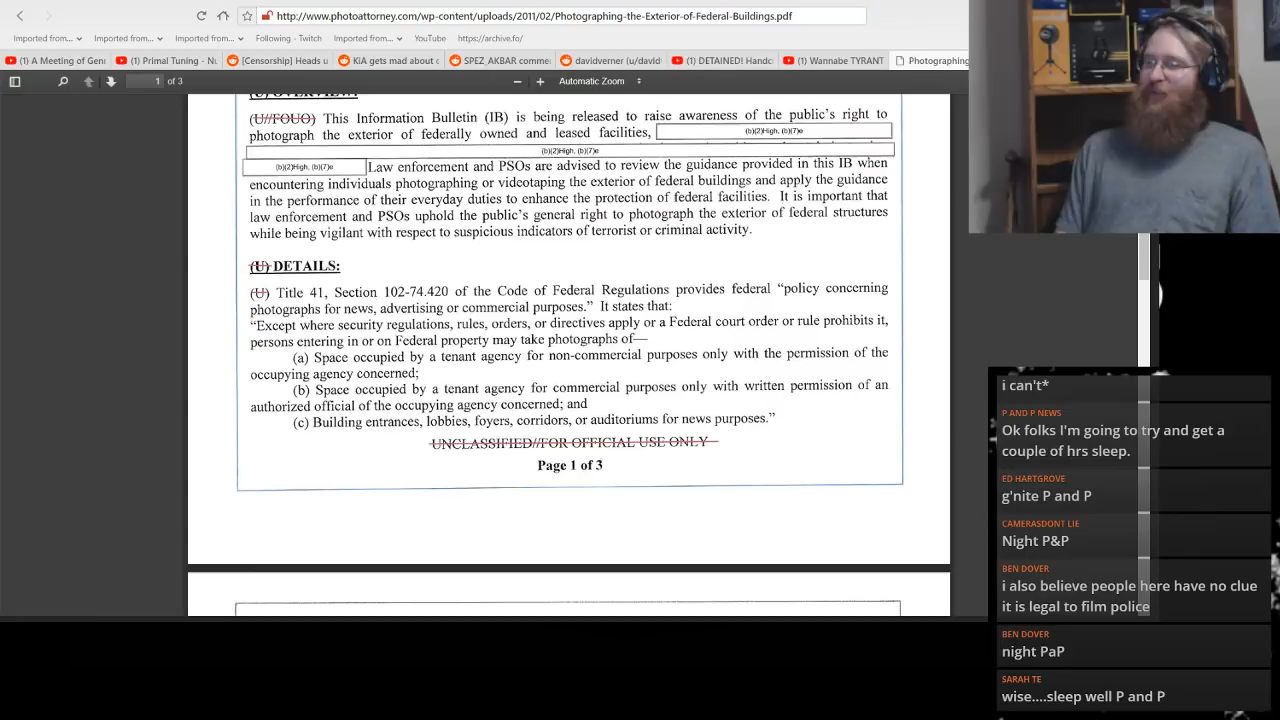 http://www.photoattorney.com/wp-content/uploads/2011/02/Photographing-the-Exterior-of-Federal-Buildings.pdf
Imported from... Imported from... Imported from... Following - Twitch Imported from... YouTube https://archive.fo/
A Meeting of Geni Primal Tuning - Nu [Censorship] Heads u KiA gets mad about c SPEZ_AKBAR comme davidverner (u/david DETAINED! Handc Wannabe TYRANT Photographing
1 of 3
Automatic Zoom
(U) OVERVIEW:
(U//FOUO) This Information Bulletin (IB) is being released to raise awareness of the public's right to
photograph the exterior of federally owned and leased facilities, (b)(2)High, (b)(7)e
(b)(2)High, (b)(7)e
(b)(2)High, (b)(7)e Law enforcement and PSOs are advised to review the guidance provided in this IB when
encountering individuals photographing or videotaping the exterior of federal buildings and apply the guidance
in the performance of their everyday duties to enhance the protection of federal facilities. It is important that
law enforcement and PSOs uphold the public's general right to photograph the exterior of federal structures
while being vigilant with respect to suspicious indicators of terrorist or criminal activity.
(U) DETAILS:
(U) Title 41, Section 102-74.420 of the Code of Federal Regulations provides federal "policy concerning
photographs for news, advertising or commercial purposes." It states that:
"Except where security regulations, rules, orders, or directives apply or a Federal court order or rule prohibits it,
persons entering in or on Federal property may take photographs of—
(a) Space occupied by a tenant agency for non-commercial purposes only with the permission of the
occupying agency concerned;
(b) Space occupied by a tenant agency for commercial purposes only with written permission of an
authorized official of the occupying agency concerned; and
(c) Building entrances, lobbies, foyers, corridors, or auditoriums for news purposes."
UNCLASSIFIED//FOR OFFICIAL USE ONLY
Page 1 of 3
i can't*
P AND P NEWS
Ok folks I'm going to try and get a
couple of hrs sleep.
ED HARTGROVE
g'nite P and P
CAMERASDONT LIE
Night P&P
BEN DOVER
i also believe people here have no clue
it is legal to film police
BEN DOVER
night PaP
SARAH TE
wise....sleep well P and P